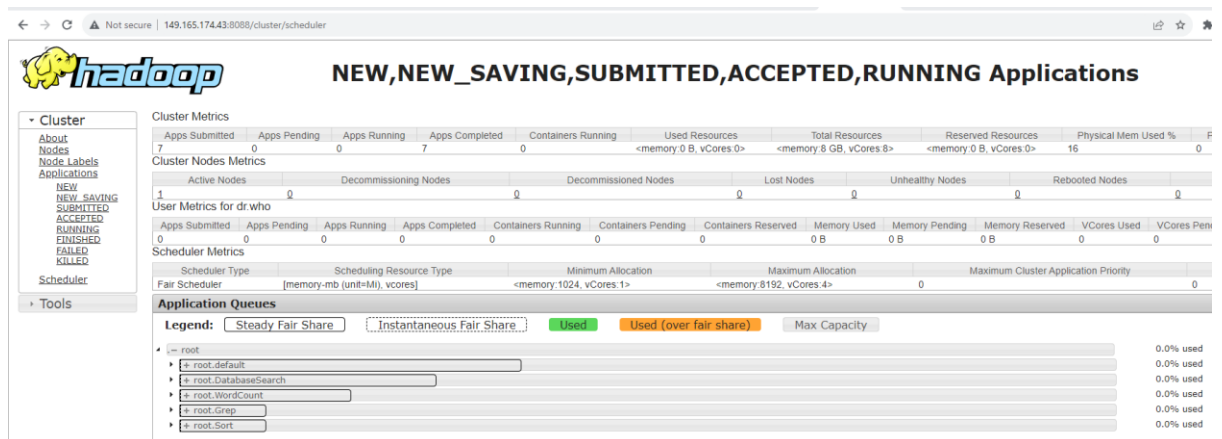 Not secure | 149.165.174.43:8088/cluster/scheduler
hadoop
NEW,NEW_SAVING,SUBMITTED,ACCEPTED,RUNNING Applications
Cluster
About
Nodes
Node Labels
Applications
NEW
NEW_SAVING
SUBMITTED
ACCEPTED
RUNNING
FINISHED
FAILED
KILLED
Scheduler
Tools
Cluster Metrics
Apps Submitted Apps Pending Apps Running Apps Completed Containers Running Used Resources Total Resources Reserved Resources Physical Mem Used %
7 0 0 7 0 <memory:0 B, vCores:0> <memory:8 GB, vCores:8> <memory:0 B, vCores:0> 16 0
Cluster Nodes Metrics
Active Nodes Decommissioning Nodes Decommissioned Nodes Lost Nodes Unhealthy Nodes Rebooted Nodes
1 0 0 0 0 0 0
User Metrics for dr.who
Apps Submitted Apps Pending Apps Running Apps Completed Containers Running Containers Pending Containers Reserved Memory Used Memory Pending Memory Reserved VCores Used VCores Pend
0 0 0 0 0 0 0 0 B 0 B 0 B 0 0
Scheduler Metrics
Scheduler Type Scheduling Resource Type Minimum Allocation Maximum Allocation Maximum Cluster Application Priority
Fair Scheduler [memory-mb (unit=Mi), vcores] <memory:1024, vCores:1> <memory:8192, vCores:4> 0 0
Application Queues
Legend: Steady Fair Share Instantaneous Fair Share Used Used (over fair share) Max Capacity
- root 0.0% used
+ root.default 0.0% used
+ root.DatabaseSearch 0.0% used
+ root.WordCount 0.0% used
+ root.Grep 0.0% used
+ root.Sort 0.0% used